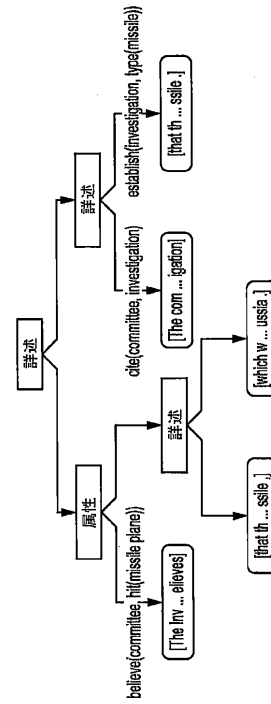 詳述
属性
詳述
believe(committee, hit(missile plane))
cite(committee, investigation)
establish(investigation, type(missile))
[The Inv ... elieves]
詳述
[The com ... igation]
[that th ... ssile .]
[that th ... ssile ,]
[which w ... ussia.]